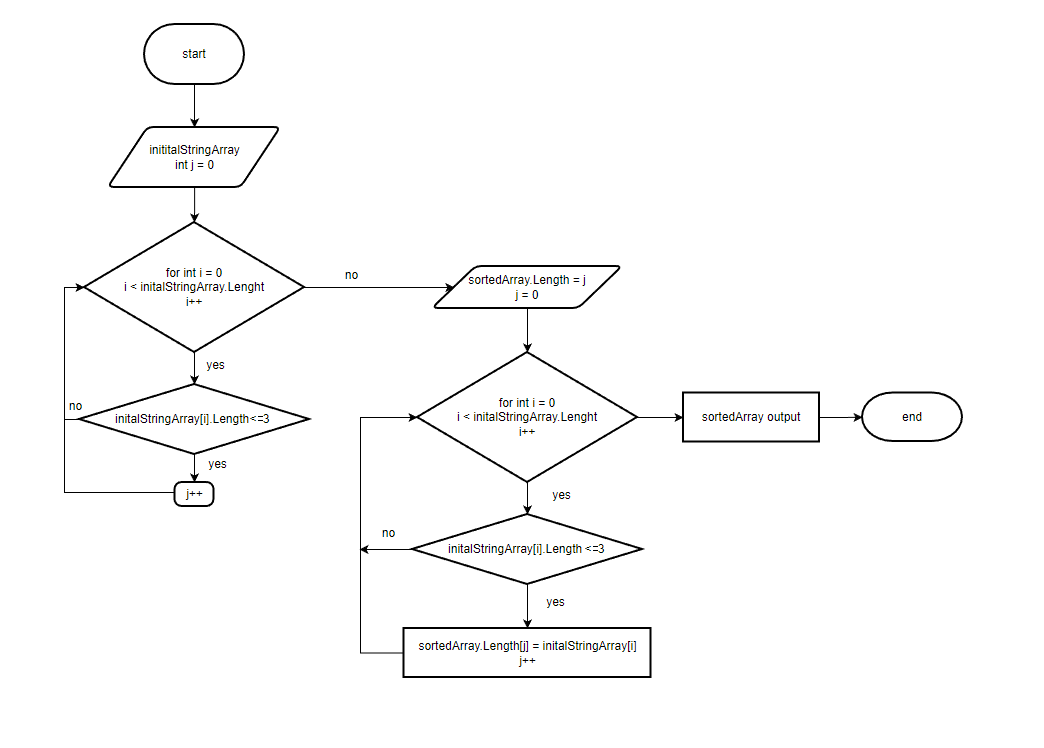 start
inititalStringArray
int j = 0
for int i = 0
i < initalStringArray.Lenght
i++
no
yes
initalStringArray[i].Length<=3
no
yes
j++
sortedArray.Length = j
j = 0
for int i = 0
i < initalStringArray.Lenght
i++
sortedArray output
end
yes
initalStringArray[i].Length <=3
no
yes
sortedArray.Length[j] = initalStringArray[i]
j++